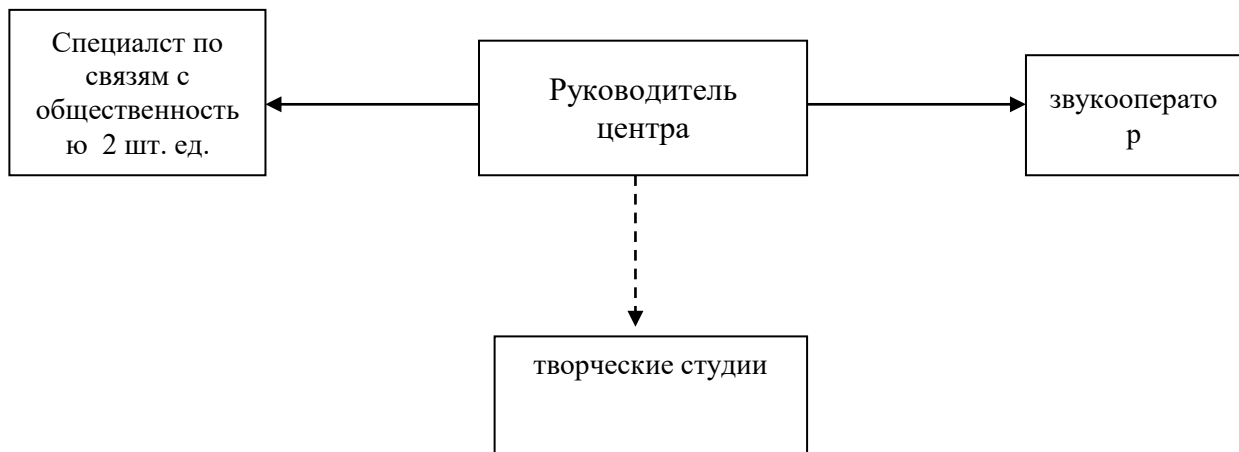 Специалст по
связям с
общественность
ю 2 шт. ед.
Руководитель
центра
звукооперато
р
творческие студии